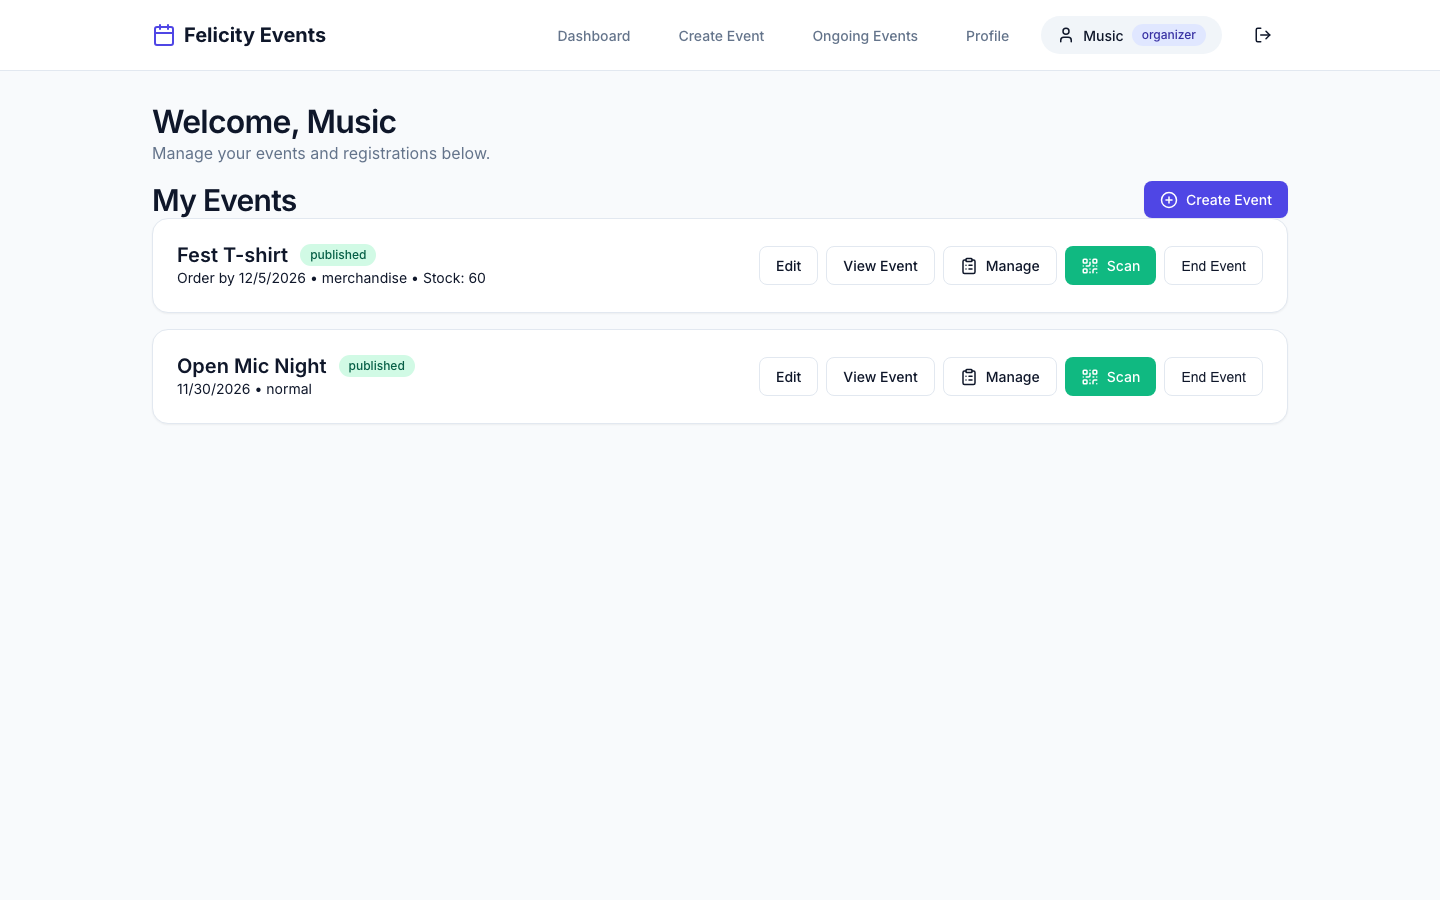 Felicity Events
Dashboard
Create Event
Ongoing Events
Profile
Music
organizer
Welcome, Music
Manage your events and registrations below.
My Events
Create Event
Fest T-shirt
published
Order by 12/5/2026 • merchandise • Stock: 60
Edit
View Event
Manage
Scan
End Event
Open Mic Night
published
11/30/2026 • normal
Edit
View Event
Manage
Scan
End Event